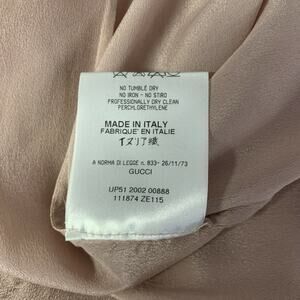 NO TUMBLE DRY
NO IRON - NO STIRO
PROFESSIONALLY DRY CLEAN
PERCHLORETHYLENE
MADE IN ITALY
FABRIQUÉ EN ITALIE
イタリア製
A NORMA DI LEGGE n. 833- 26/11/73
GUCCI
UP51 2002 00888
111874 ZE115